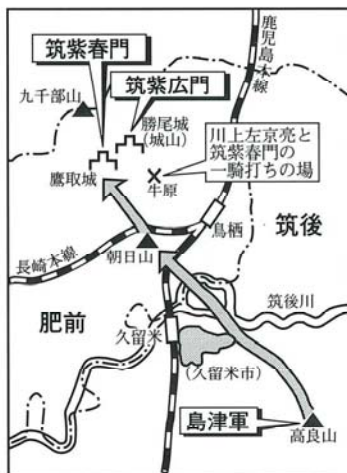 筑紫春門
筑紫広門
九千部山
勝尾城
(城山)
鹿児島本線
川上左京亮と
筑紫春門の
一騎打ちの場
鷹取城
牛原
鳥栖
筑後
長崎本線
朝日山
筑後川
肥前
久留米
(久留米市)
島津軍
高良山